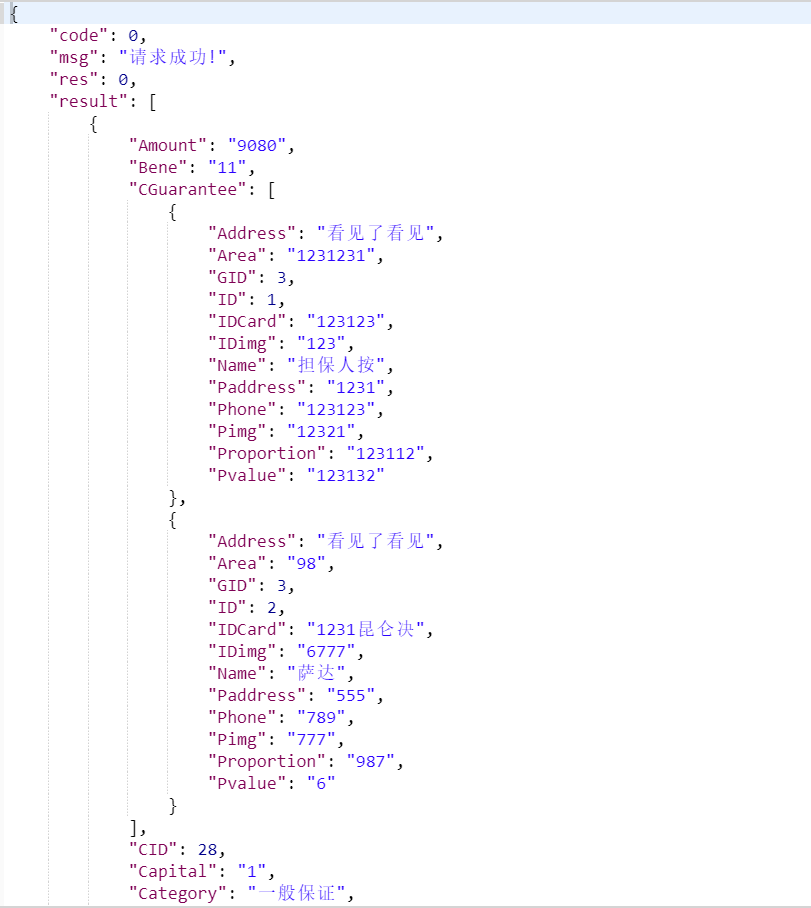 {
"code": 0,
"msg": "请求成功!",
"res": 0,
"result": [
{
"Amount": "9080",
"Bene": "11",
"CGuarantee": [
{
"Address": "看见了看见",
"Area": "1231231",
"GID": 3,
"ID": 1,
"IDCard": "123123",
"IDimg": "123",
"Name": "担保人按",
"Paddress": "1231",
"Phone": "123123",
"Pimg": "12321",
"Proportion": "123112",
"Pvalue": "123132"
},
{
"Address": "看见了看见",
"Area": "98",
"GID": 3,
"ID": 2,
"IDCard": "1231昆仑决",
"IDimg": "6777",
"Name": "萨达",
"Paddress": "555",
"Phone": "789",
"Pimg": "777",
"Proportion": "987",
"Pvalue": "6"
}
],
"CID": 28,
"Capital": "1",
"Category": "一般保证",